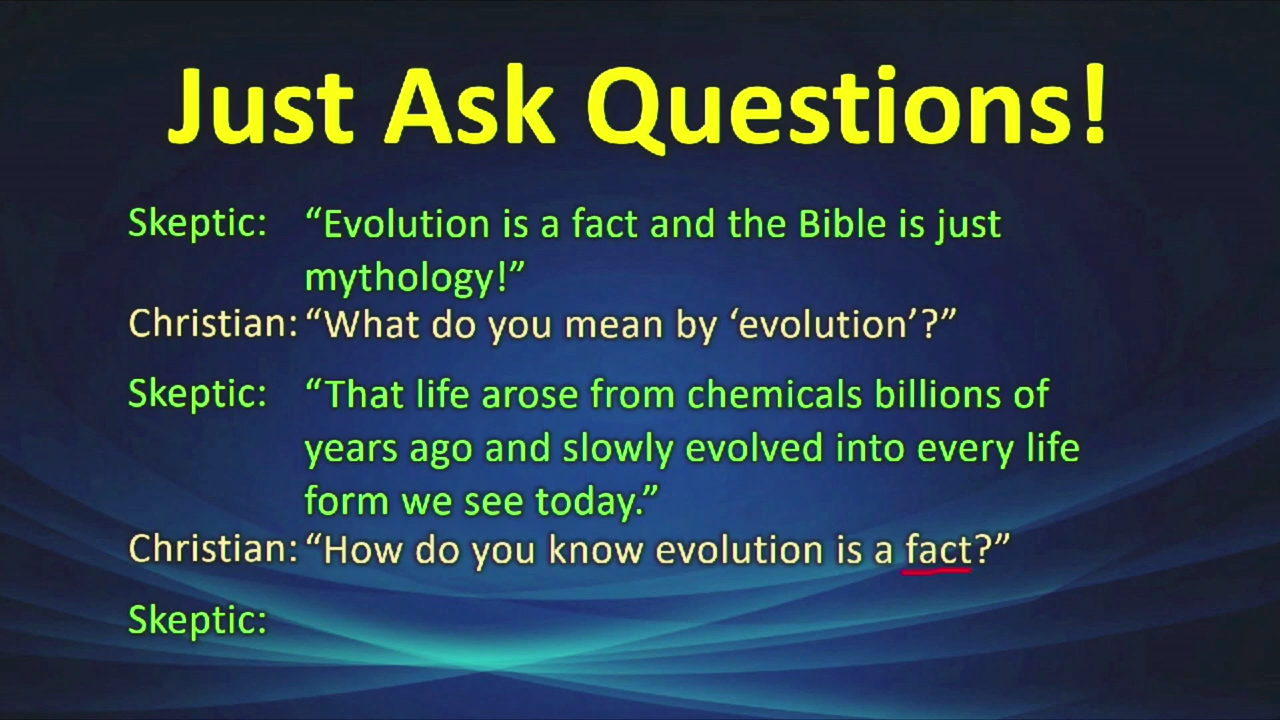 Just Ask Questions!
Skeptic: “Evolution is a fact and the Bible is just
mythology!”
Christian: “What do you mean by ‘evolution’?”
Skeptic: “That life arose from chemicals billions of
years ago and slowly evolved into every life
form we see today.”
Christian: “How do you know evolution is a fact?”
Skeptic: